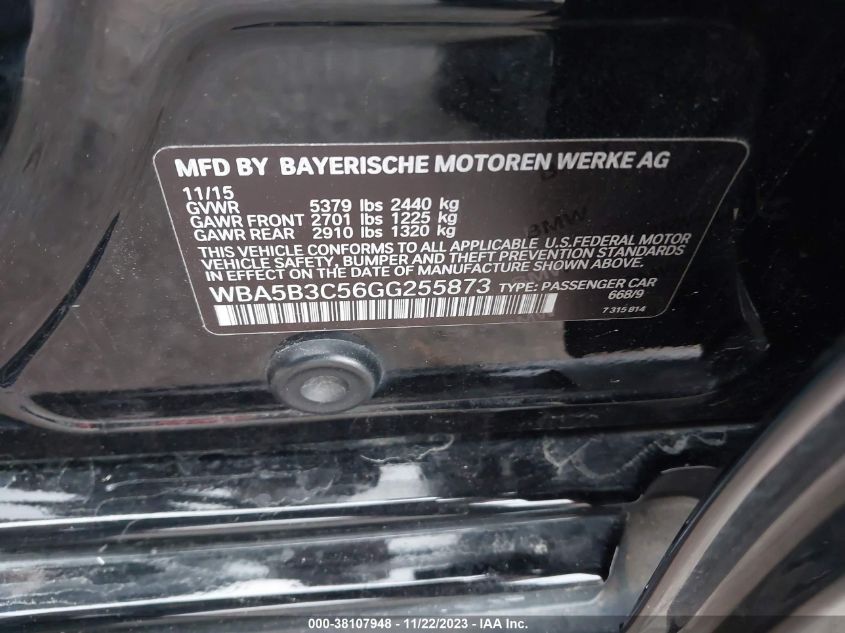 MFD BY BAYERISCHE MOTOREN WERKE AG
11/15
GVWR 5379 lbs 2440 kg
GAWR FRONT 2701 lbs 1225 kg
GAWR REAR 2910 lbs 1320 kg
THIS VEHICLE CONFORMS TO ALL APPLICABLE U.S.FEDERAL MOTOR
VEHICLE SAFETY, BUMPER AND THEFT PREVENTION STANDARDS
IN EFFECT ON THE DATE OF MANUFACTURE SHOWN ABOVE.
WBA5B3C56GG255873 TYPE: PASSENGER CAR
668/9
7 315 814
BMW
000-38107948 - 11/22/2023 - IAA Inc.